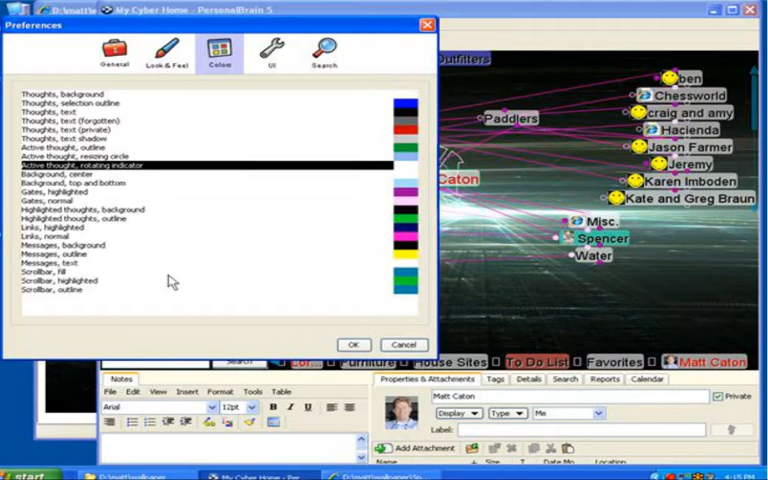 My Cyber Home - PersonalBrain 5
Preferences
General
Look & Feel
Colors
UI
Search
Thoughts, background
Thoughts, selection outline
Thoughts, text
Thoughts, text (forgotten)
Thoughts, text (private)
Thoughts, text shadow
Active thought, outline
Active thought, resizing circle
Active thought, rotating indicator
Background, center
Background, top and bottom
Gates, highlighted
Gates, normal
Highlighted thoughts, background
Highlighted thoughts, outline
Links, highlighted
Links, normal
Messages, background
Messages, outline
Messages, text
Scrollbar, fill
Scrollbar, highlighted
Scrollbar, outline
OK
Cancel
Outfitters
Paddlers
Caton
ben
Chessworld
craig and amy
Hacienda
Jason Farmer
Jeremy
Karen Imboden
Kate and Greg Braun
Misc.
Spencer
Water
Furniture
House Sites
To Do List
Favorites
Matt Caton
Notes
File Edit View Insert Format Tools Table
Arial 12pt B I U
Properties & Attachments Tags Details Search Reports Calendar
Matt Caton
Private
Display Type Me
Label:
Add Attachment
Name Size T Date Mo Location
start
D:\matt\wallpaper
My Cyber Home - Per
4:15 PM